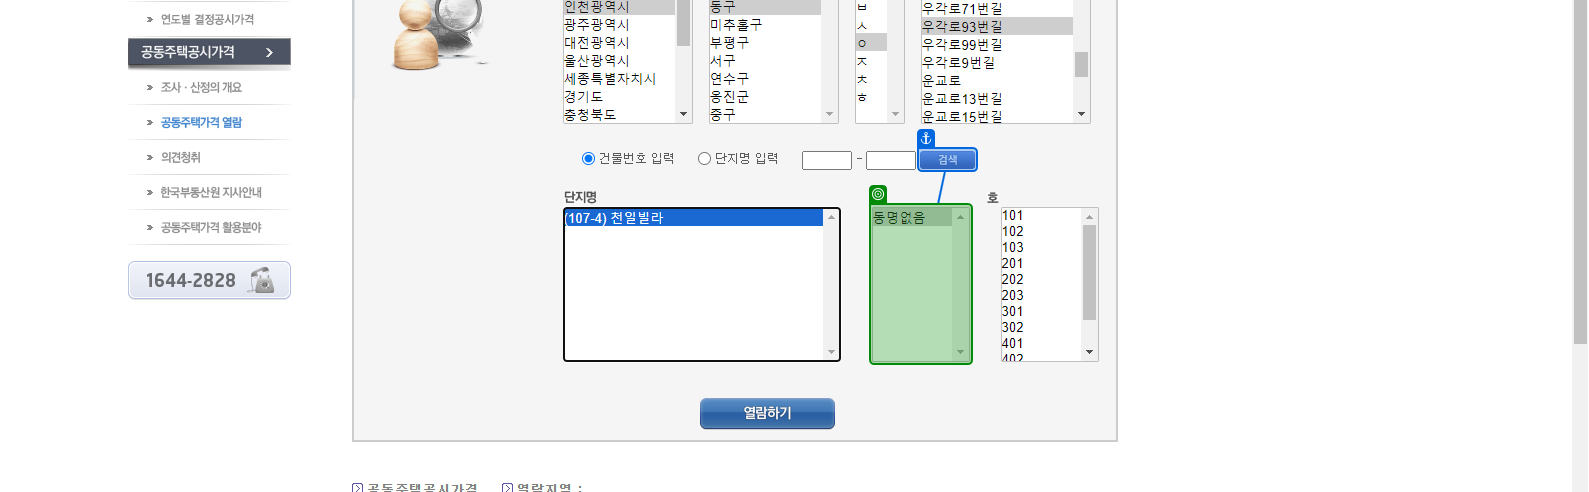 연도별 결정공시가격
공동주택공시가격
조사 · 산정의 개요
공동주택가격 열람
의견청취
한국부동산원 지사안내
공동주택가격 활용분야
1644-2828
인천광역시
광주광역시
대전광역시
울산광역시
세종특별자치시
경기도
충청북도
동구
미추홀구
부평구
서구
연수구
옹진군
중구
ㅂ
ㅅ
ㅇ
ㅈ
ㅊ
ㅎ
우각로71번길
우각로93번길
우각로99번길
우각로9번길
운교로
운교로13번길
운교로15번길
건물번호 입력 단지명 입력 - 검색
단지명
(107-4) 천일빌라
동명없음
호
101
102
103
201
202
203
301
302
401
402
열람하기
공동주택공시가격 열람지역 :